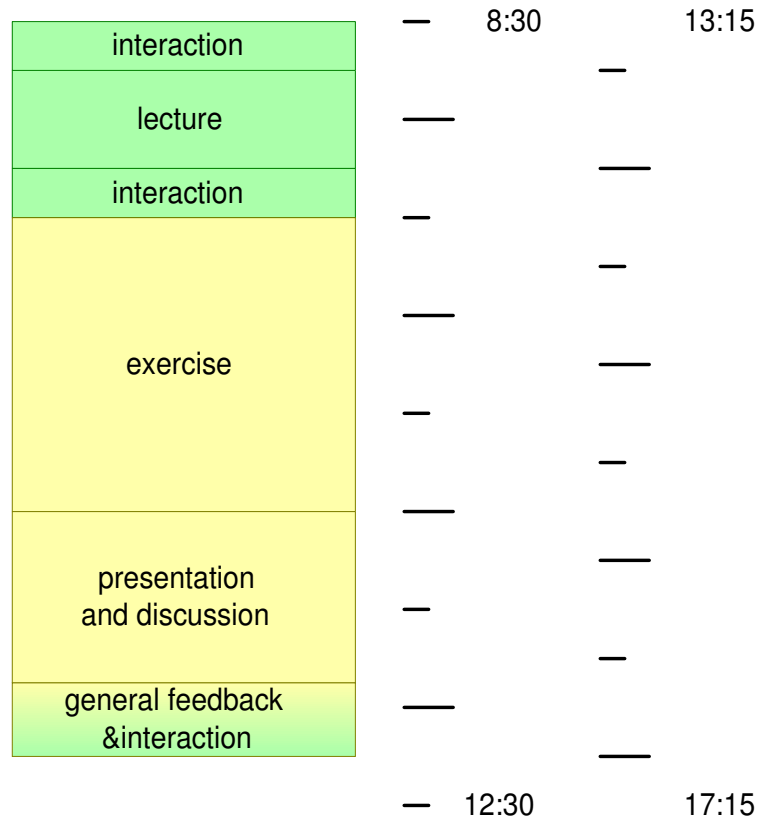 8:30 13:15
interaction
lecture
interaction
exercise
presentation
and discussion
general feedback
&interaction
12:30 17:15